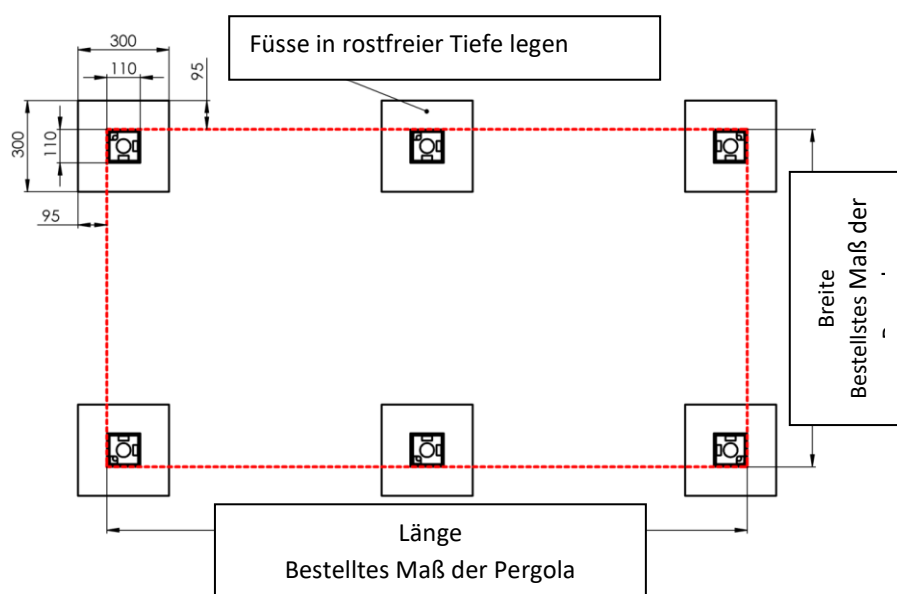 300
Füsse in rostfreier Tiefe legen
110
95
300
110
95
Breite
Bestellstes Maß der
Länge
Bestelltes Maß der Pergola